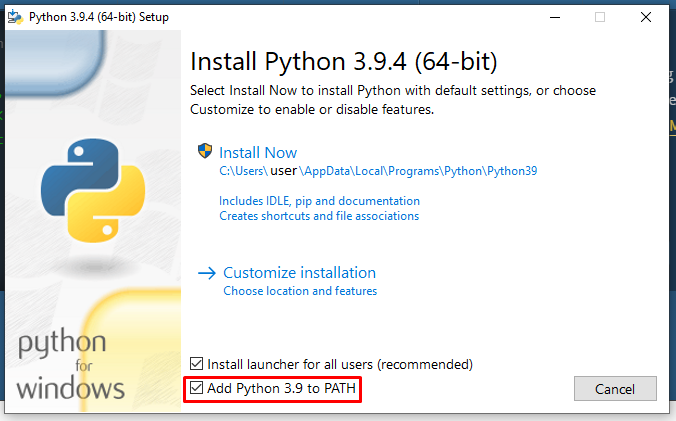 Python 3.9.4 (64-bit) Setup
Install Python 3.9.4 (64-bit)
Select Install Now to install Python with default settings, or choose
Customize to enable or disable features.
Install Now
C:\Users\ user \AppData\Local\Programs\Python\Python39
Includes IDLE, pip and documentation
Creates shortcuts and file associations
Customize installation
Choose location and features
python
for
windows
Install launcher for all users (recommended)
Add Python 3.9 to PATH
Cancel